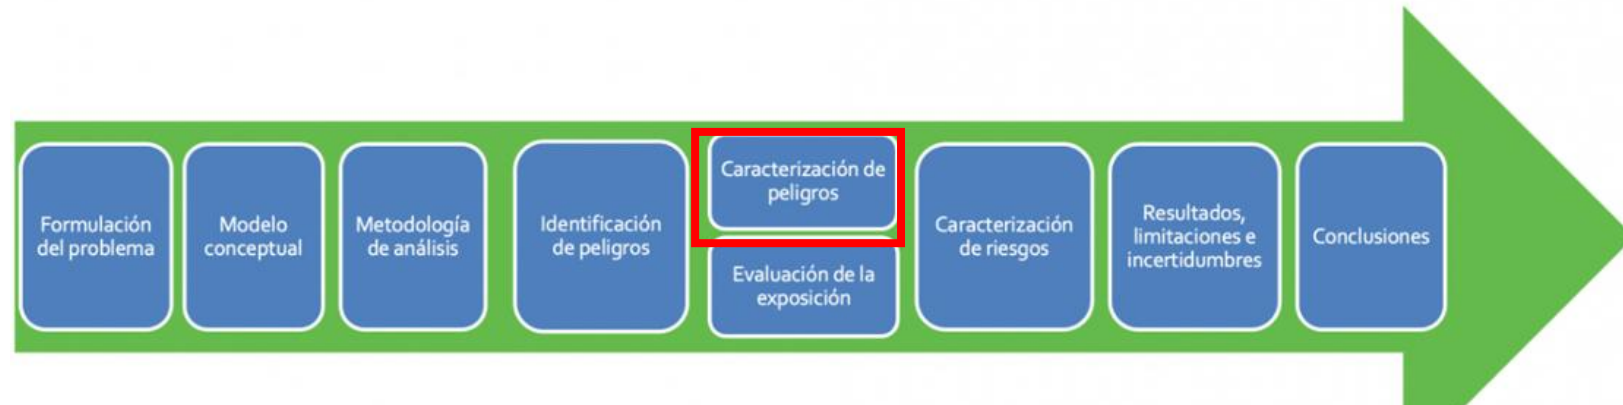 Formulación
del problema
Modelo
conceptual
Metodología
de análisis
Identificación
de peligros
Caracterización de
peligros
Evaluación de la
exposición
Caracterización
de riesgos
Resultados,
limitaciones e
incertidumbres
Conclusiones